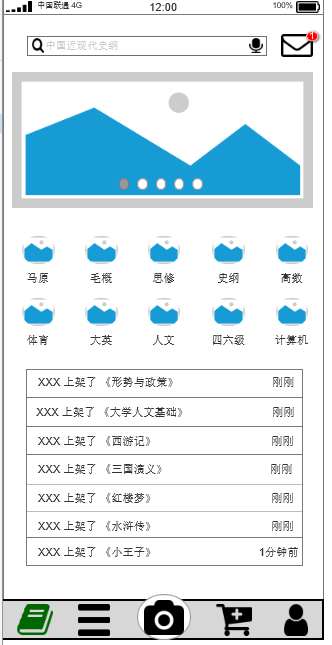 中国联通 4G 12:00 100%
中国近现代史纲 1
马原 毛概 思修 史纲 高数
体育 大英 人文 四六级 计算机
XXX 上架了 《形势与政策》 刚刚
XXX 上架了 《大学人文基础》 刚刚
XXX 上架了 《西游记》 刚刚
XXX 上架了 《三国演义》 刚刚
XXX 上架了 《红楼梦》 刚刚
XXX 上架了 《水浒传》 刚刚
XXX 上架了 《小王子》 1分钟前